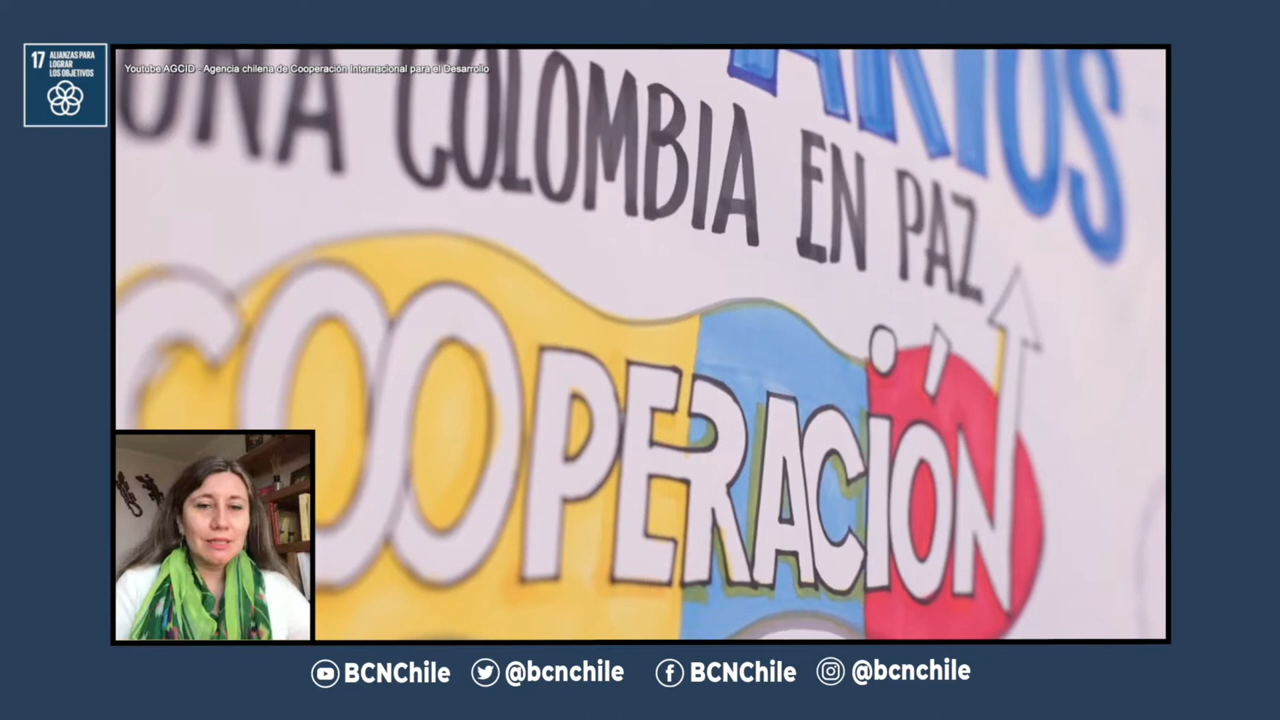 17 ALIANZAS PARA
LOGRAR
LOS OBJETIVOS
Youtube AGCID - Agencia chilena de Cooperación Internacional para el Desarrollo
ARIOS
UNA COLOMBIA EN PAZ
COOPERACIÓN
BCNChile @bcnchile BCNChile @bcnchile